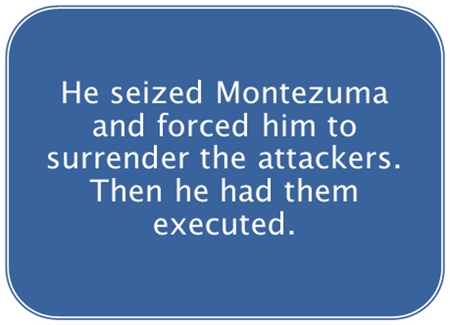 He seized Montezuma
and forced him to
surrender the attackers.
Then he had them
executed.